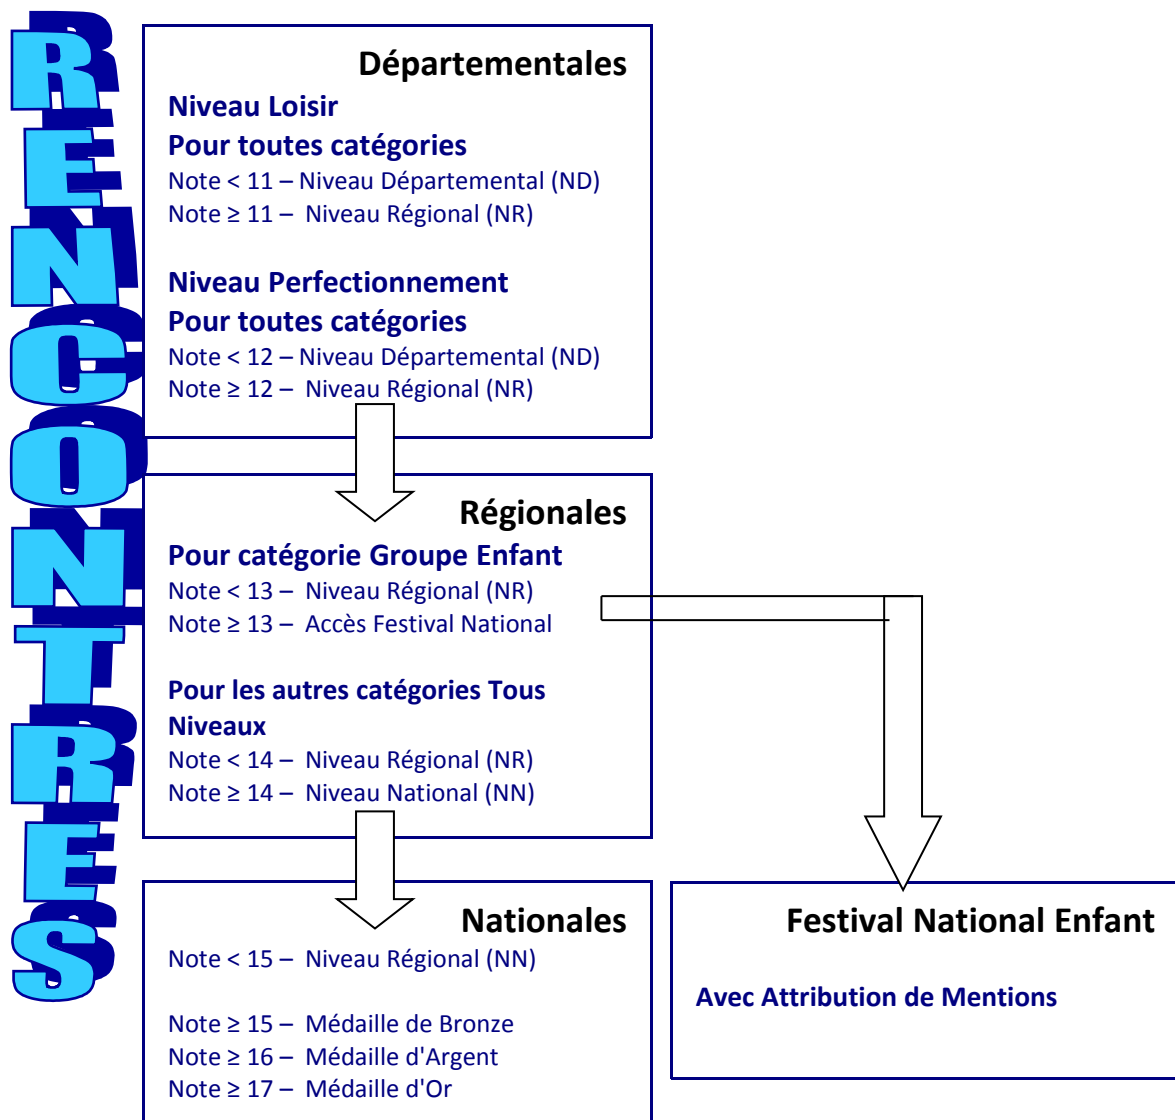 RENCONTRES
Départementales
Niveau Loisir
Pour toutes catégories
Note < 11 – Niveau Départemental (ND)
Note ≥ 11 – Niveau Régional (NR)
Niveau Perfectionnement
Pour toutes catégories
Note < 12 – Niveau Départemental (ND)
Note ≥ 12 – Niveau Régional (NR)
Régionales
Pour catégorie Groupe Enfant
Note < 13 – Niveau Régional (NR)
Note ≥ 13 – Accès Festival National
Pour les autres catégories Tous
Niveaux
Note < 14 – Niveau Régional (NR)
Note ≥ 14 – Niveau National (NN)
Nationales
Note < 15 – Niveau Régional (NN)
Note ≥ 15 – Médaille de Bronze
Note ≥ 16 – Médaille d'Argent
Note ≥ 17 – Médaille d'Or
Festival National Enfant
Avec Attribution de Mentions